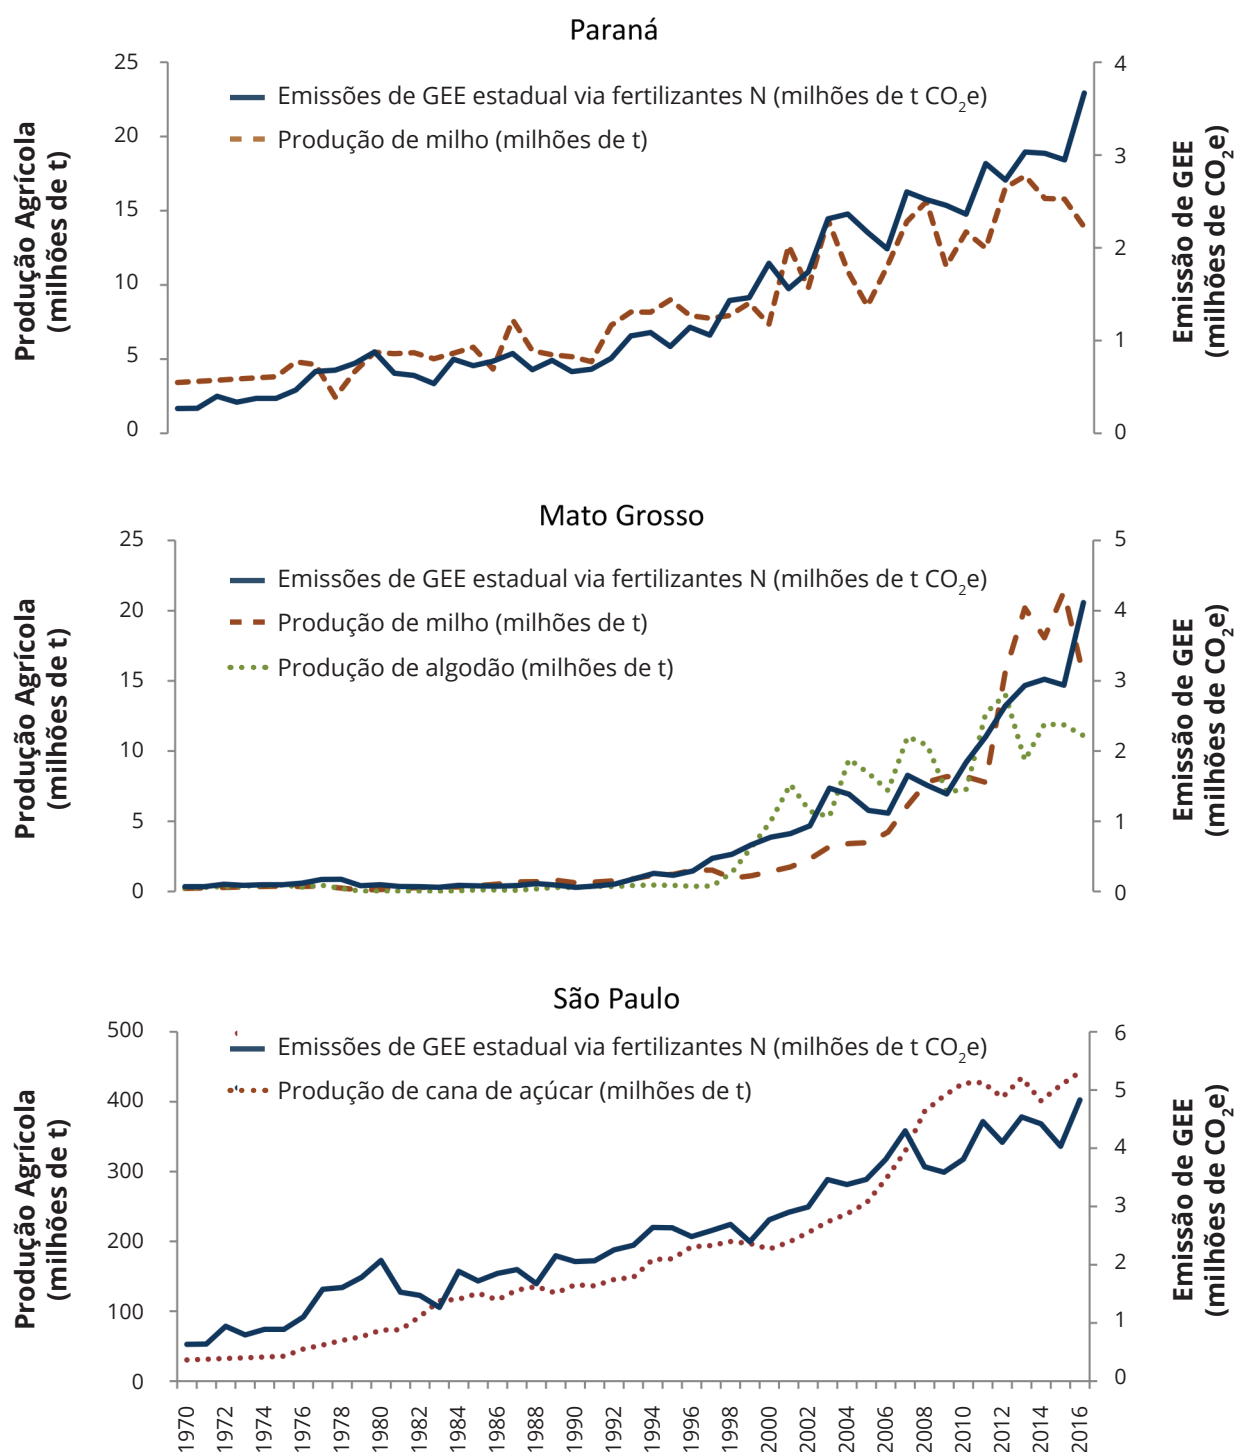 Paraná
25
20
15
10
5
0
Produção Agrícola
(milhões de t)
Emissões de GEE estadual via fertilizantes N (milhões de t CO2e)
Produção de milho (milhões de t)
4
3
2
1
0
Emissão de GEE
(milhões de CO2e)
Mato Grosso
25
20
15
10
5
0
Produção Agrícola
(milhões de t)
Emissões de GEE estadual via fertilizantes N (milhões de t CO2e)
Produção de milho (milhões de t)
Produção de algodão (milhões de t)
5
4
3
2
1
0
Emissão de GEE
(milhões de CO2e)
São Paulo
500
400
300
200
100
0
Produção Agrícola
(milhões de t)
Emissões de GEE estadual via fertilizantes N (milhões de t CO2e)
Produção de cana de açúcar (milhões de t)
6
5
4
3
2
1
0
Emissão de GEE
(milhões de CO2e)
1970
1972
1974
1976
1978
1980
1982
1984
1986
1988
1990
1992
1994
1996
1998
2000
2002
2004
2006
2008
2010
2012
2014
2016